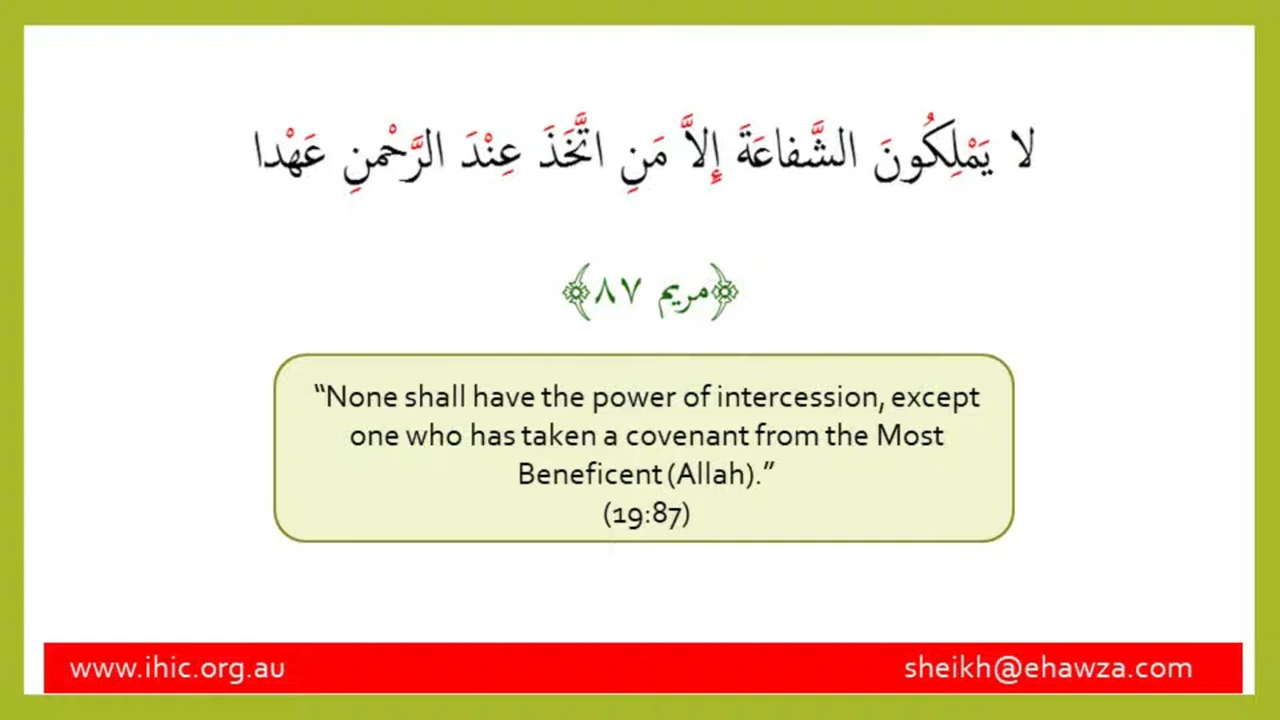 لا يَمْلِكُونَ الشَّفاعَةَ إِلاَّ مَنِ اتَّخَذَ عِنْدَ الرَّحْمنِ عَهْدا
﴿مريم ٨٧﴾
“None shall have the power of intercession, except
one who has taken a covenant from the Most
Beneficent (Allah).”
(19:87)
www.ihic.org.au
sheikh@ehawza.com